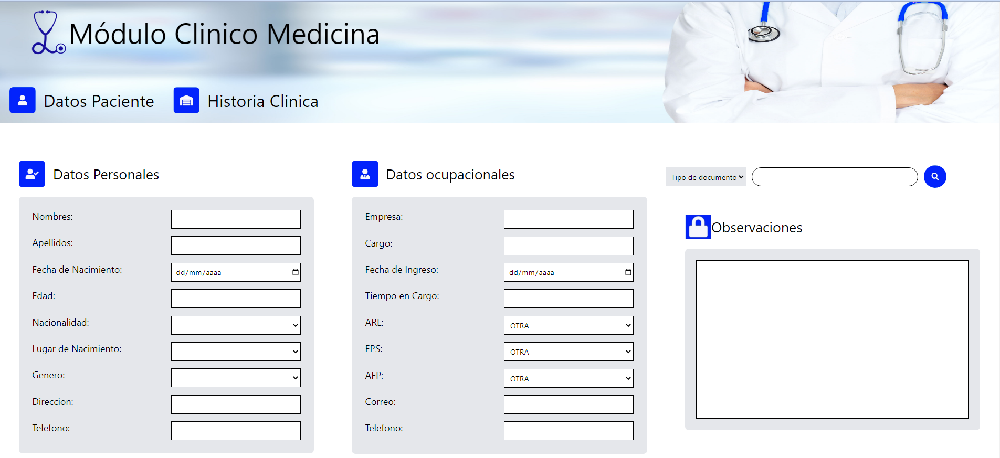 Módulo Clinico Medicina
Datos Paciente
Historia Clinica
Datos Personales
Nombres:
Apellidos:
Fecha de Nacimiento:
dd/mm/aaaa
Edad:
Nacionalidad:
Lugar de Nacimiento:
Genero:
Direccion:
Telefono:
Datos ocupacionales
Empresa:
Cargo:
Fecha de Ingreso:
dd/mm/aaaa
Tiempo en Cargo:
ARL:
OTRA
EPS:
OTRA
AFP:
OTRA
Correo:
Telefono:
Tipo de documento
Observaciones